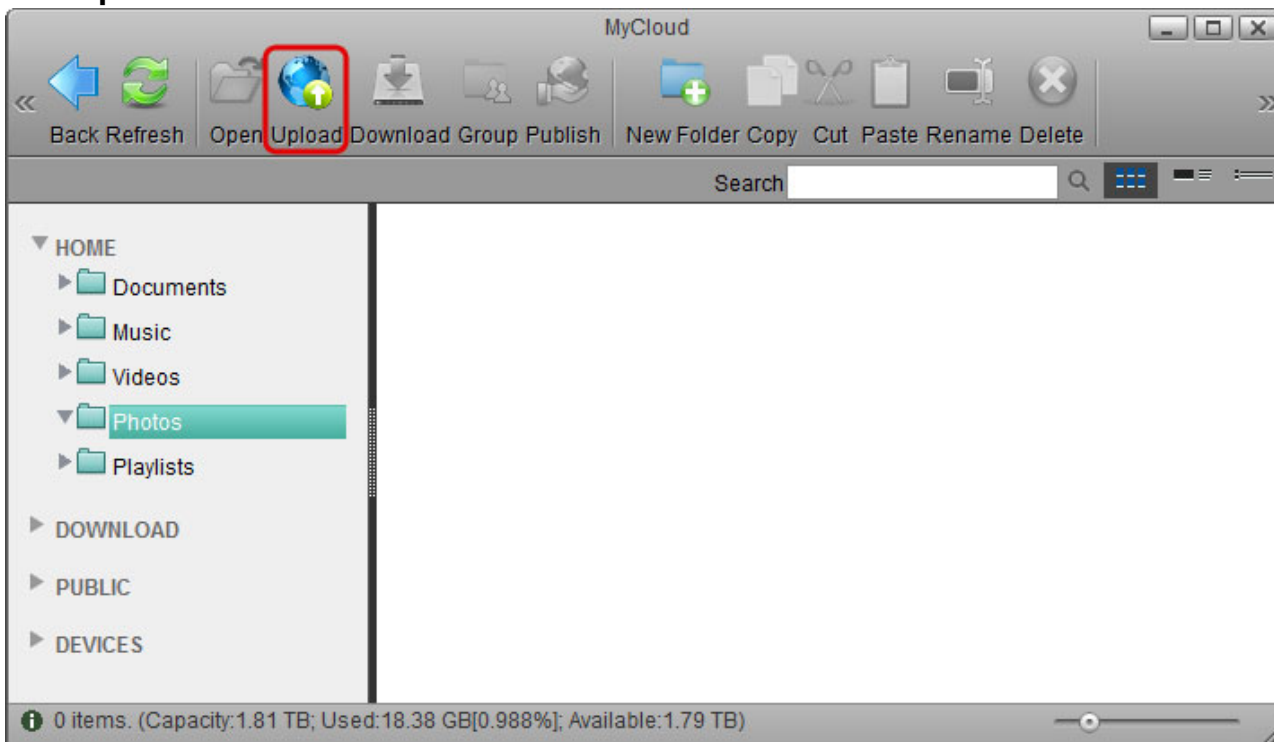 MyCloud
Back Refresh Open Upload Download Group Publish New Folder Copy Cut Paste Rename Delete
Search
HOME
Documents
Music
Videos
Photos
Playlists
DOWNLOAD
PUBLIC
DEVICES
0 items. (Capacity:1.81 TB; Used:18.38 GB[0.988%]; Available:1.79 TB)